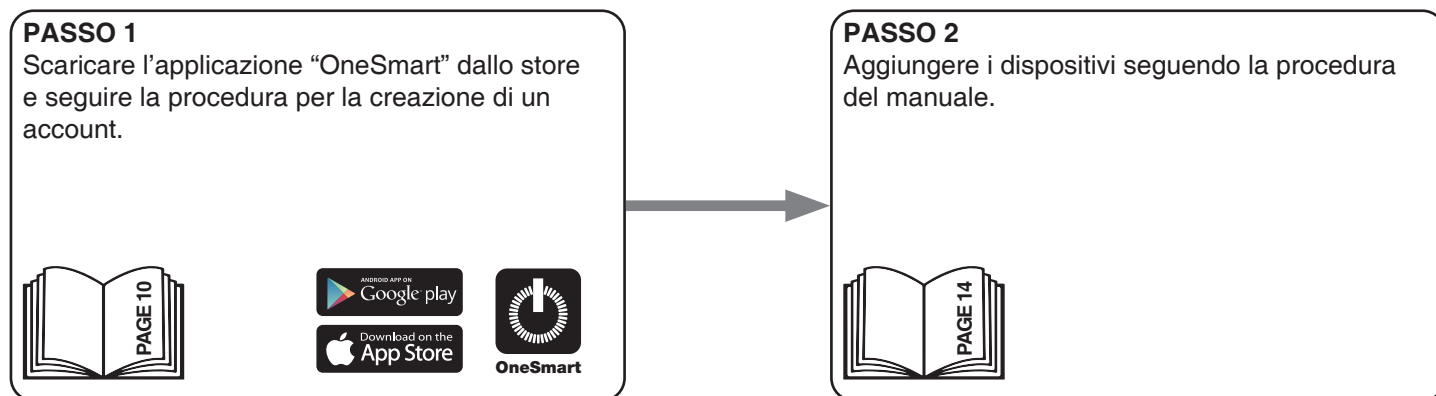 PASSO 1
Scaricare l’applicazione “OneSmart” dallo store
e seguire la procedura per la creazione di un
account.
PAGE 10
ANDROID APP ON
Google play
Download on the
App Store
OneSmart
PASSO 2
Aggiungere i dispositivi seguendo la procedura
del manuale.
PAGE 14